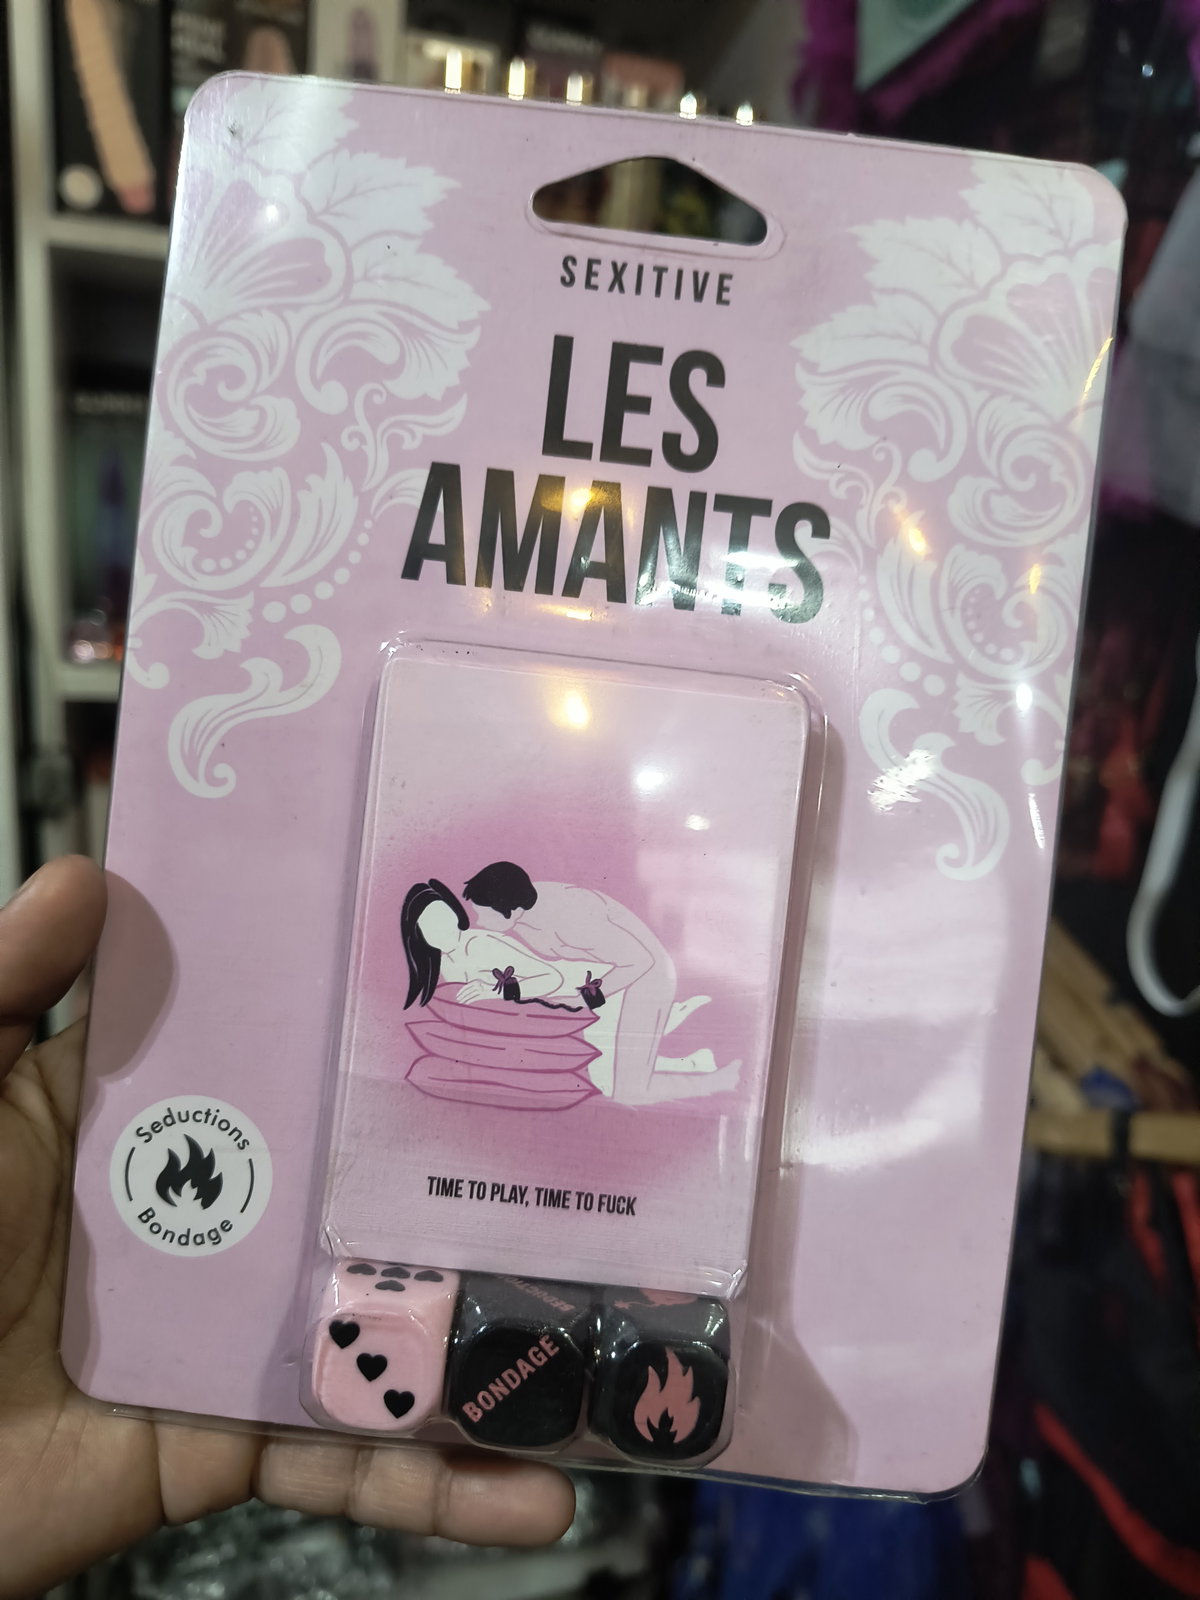 SEXITIVE
LES
AMANTS
TIME TO PLAY, TIME TO FUCK
Seductions
Bondage
BONDAGE